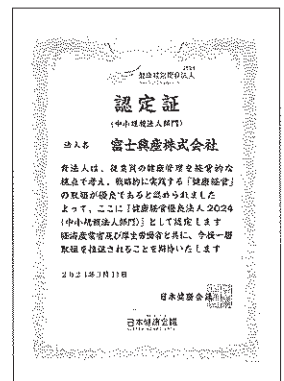 2024
健康経営優良法人
認定証
(中小規模法人部門)
法人名 富士興産株式会社
貴法人は、従業員の健康管理を経営的な
視点で考え、戦略的に実践する「健康経営」
の取組が優良であると認められました
よって、ここに「健康経営優良法人2024
(中小規模法人部門)」として認定します
経済産業省及び厚生労働省と共に、今後一層
取組を推進されることを期待いたします
2024年3月11日
日本健康会議
日本健康会議